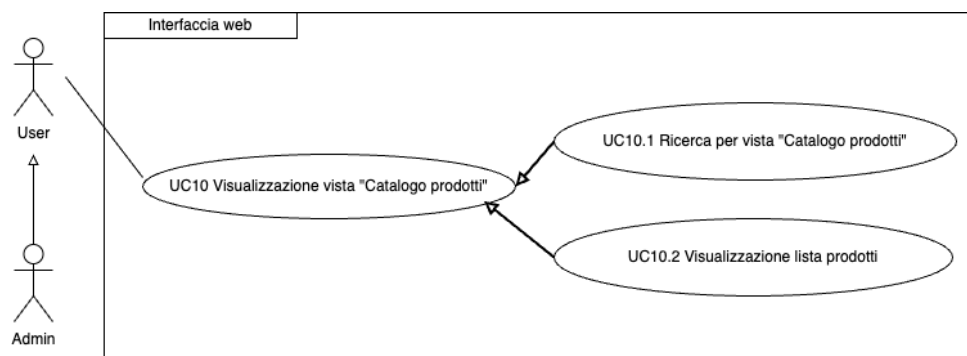 Interfaccia web
User
UC10.1 Ricerca per vista "Catalogo prodotti"
UC10 Visualizzazione vista "Catalogo prodotti"
UC10.2 Visualizzazione lista prodotti
Admin